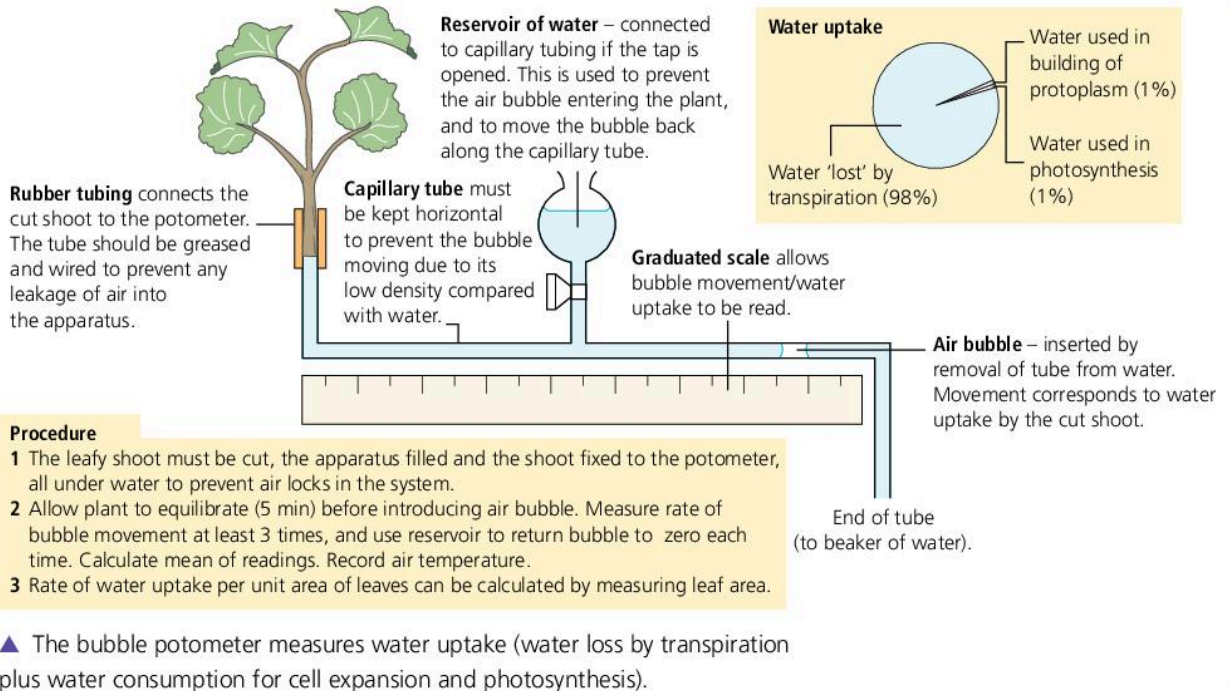 Reservoir of water – connected
to capillary tubing if the tap is
opened. This is used to prevent
the air bubble entering the plant,
and to move the bubble back
along the capillary tube.
Water uptake
Water used in
building of
protoplasm (1%)
Water used in
photosynthesis
(1%)
Water ‘lost’ by
transpiration (98%)
Rubber tubing connects the
cut shoot to the potometer.
The tube should be greased
and wired to prevent any
leakage of air into
the apparatus.
Capillary tube must
be kept horizontal
to prevent the bubble
moving due to its
low density compared
with water.
Graduated scale allows
bubble movement/water
uptake to be read.
Air bubble – inserted by
removal of tube from water.
Movement corresponds to water
uptake by the cut shoot.
Procedure
1 The leafy shoot must be cut, the apparatus filled and the shoot fixed to the potometer,
all under water to prevent air locks in the system.
2 Allow plant to equilibrate (5 min) before introducing air bubble. Measure rate of
bubble movement at least 3 times, and use reservoir to return bubble to zero each
time. Calculate mean of readings. Record air temperature.
3 Rate of water uptake per unit area of leaves can be calculated by measuring leaf area.
End of tube
(to beaker of water).
▲ The bubble potometer measures water uptake (water loss by transpiration
plus water consumption for cell expansion and photosynthesis).